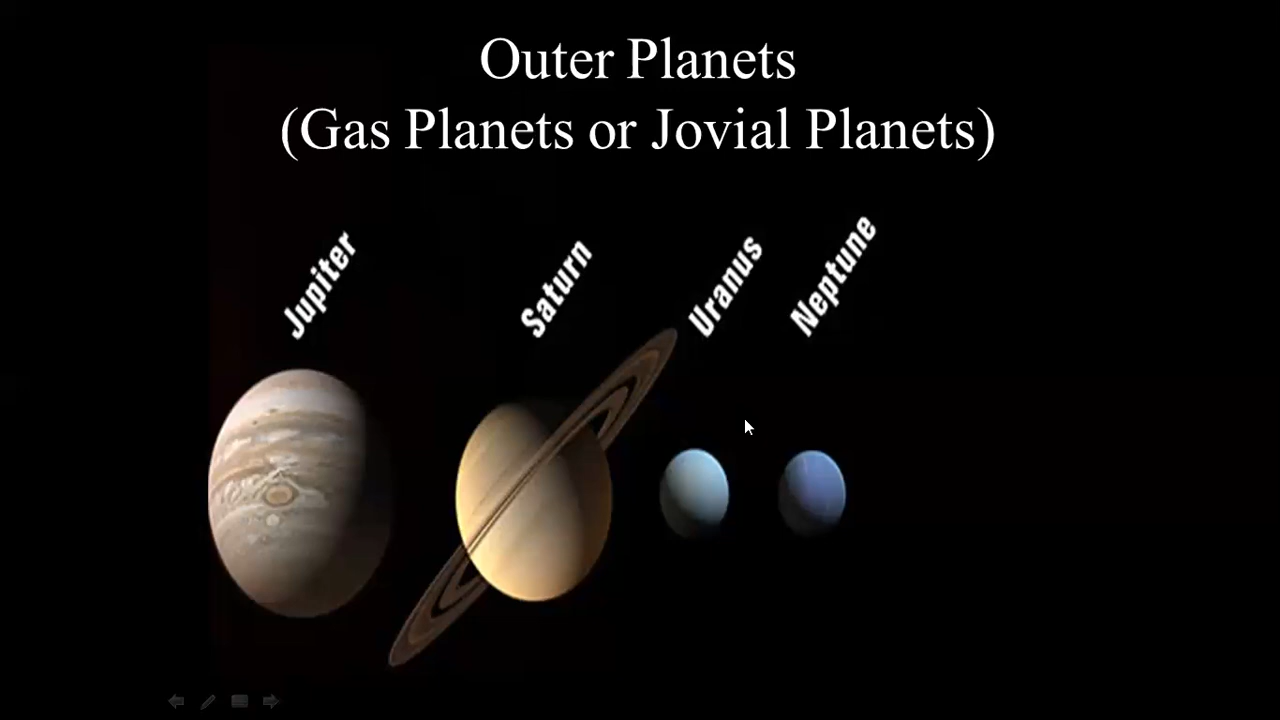 Outer Planets
(Gas Planets or Jovial Planets)
Jupiter
Saturn
Uranus
Neptune